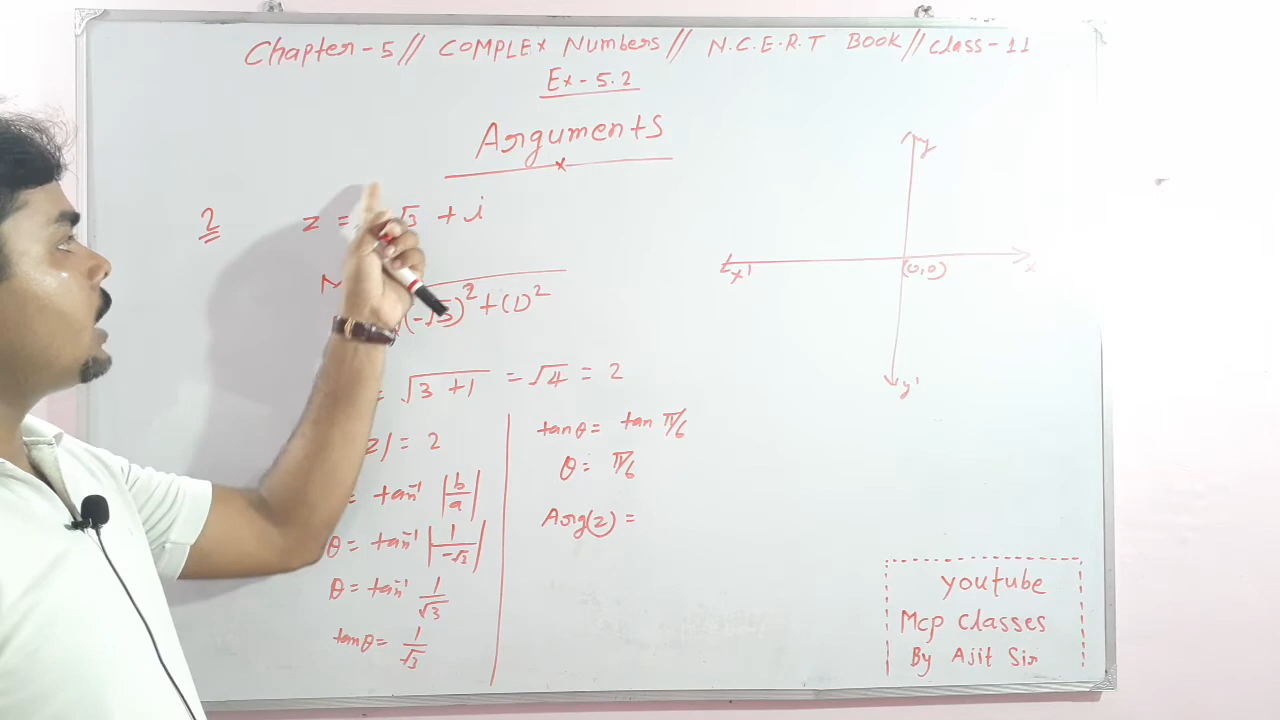 Chapter-5// COMPLEX Numbers// N.C.E.R.T BOOK// Class-11
Ex-5.2
Arguments
2
z = √3 + i
(-√3)² + (1)²
= √3+1 = √4 = 2
z| = 2
= tan⁻¹ |b/a|
θ = tan⁻¹ |1/-√3|
θ = tan⁻¹ 1/√3
tanθ = 1/√3
tanθ = tan π/6
θ = π/6
Arg(z) =
y
x'
(0,0)
x
y'
youtube
Mcp Classes
By Ajit Sir